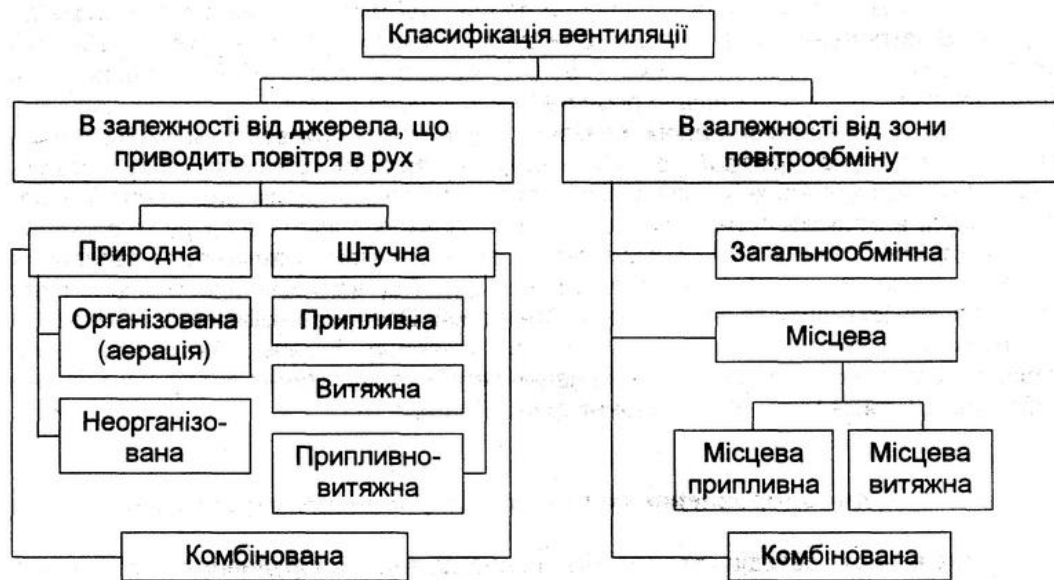 Класифікація вентиляції
В залежності від джерела, що
приводить повітря в рух
В залежності від зони
повітрообміну
Природна
Організована
(аерація)
Неорганізо-
вана
Штучна
Припливна
Витяжна
Припливно-
витяжна
Комбінована
Загальнообмінна
Місцева
Місцева
припливна
Місцева
витяжна
Комбінована